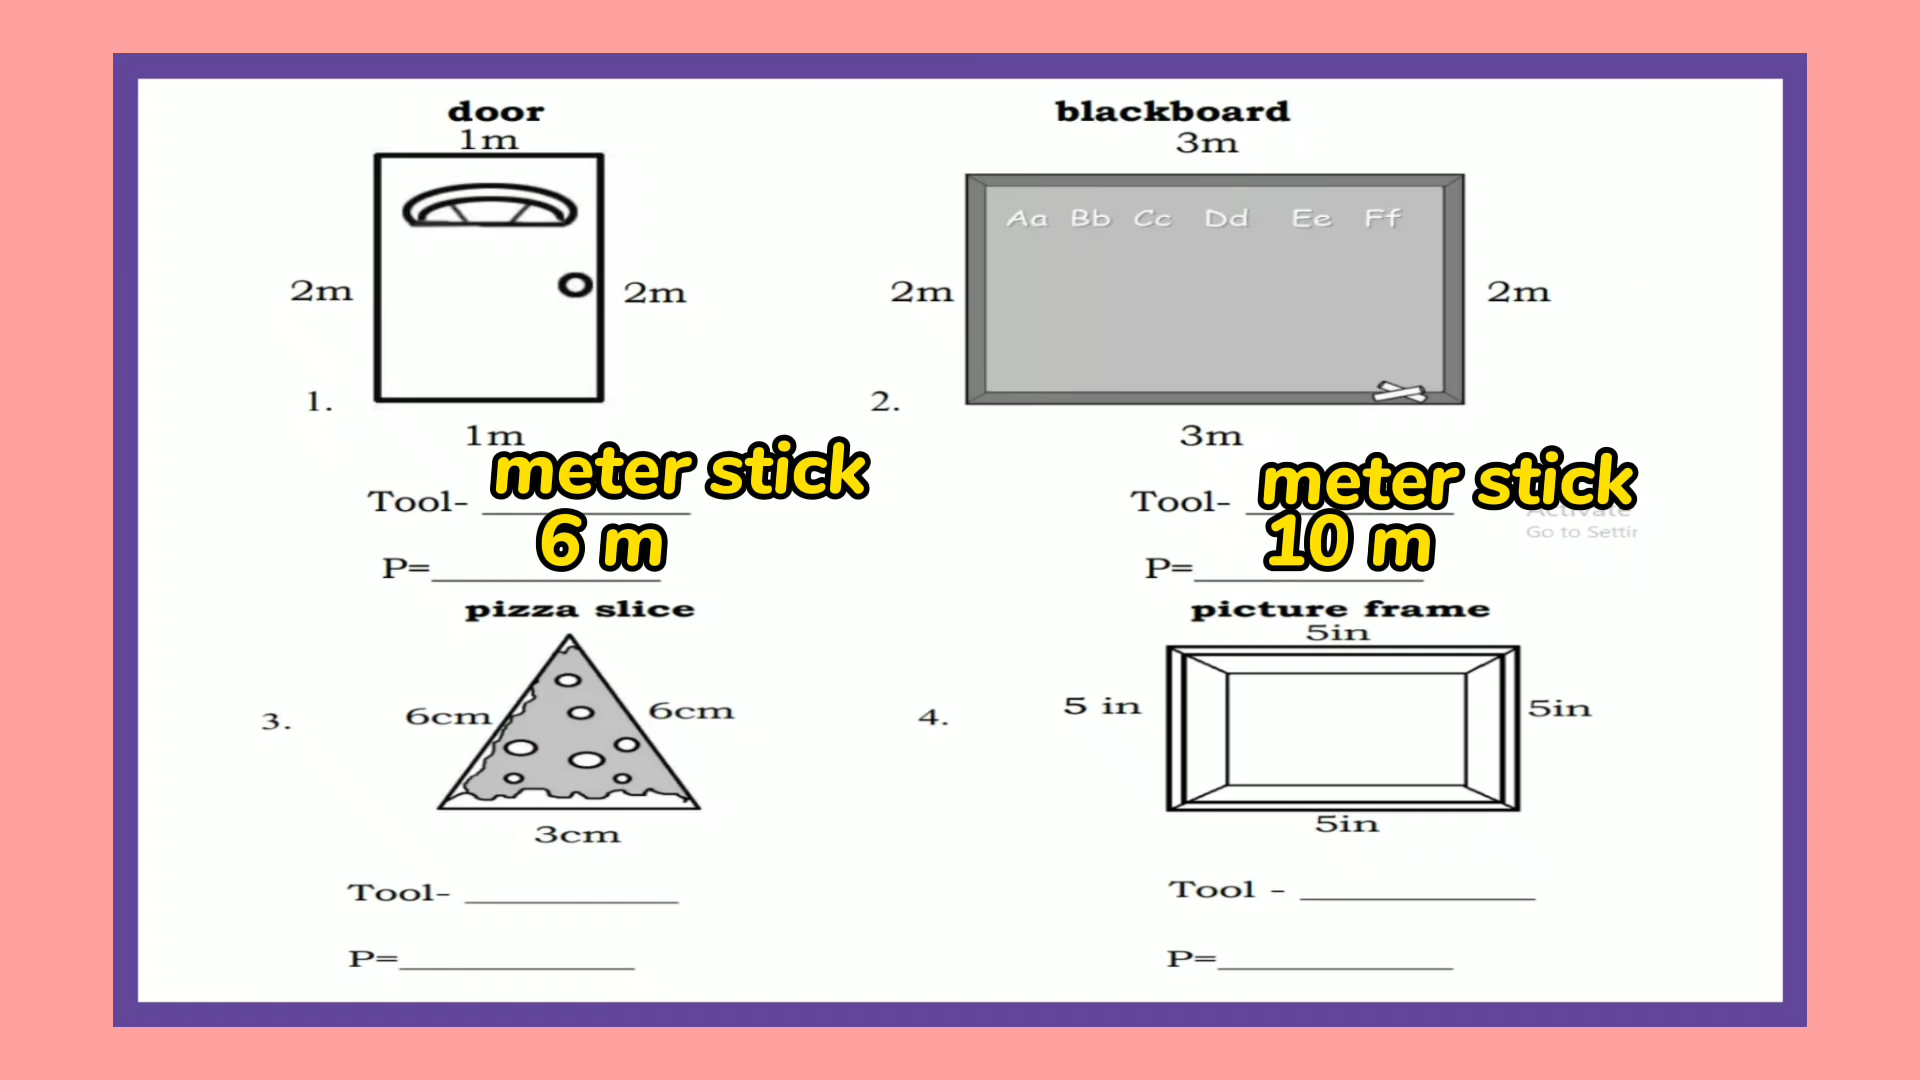 door
1m
2m
2m
1.
1m
Tool- meter stick
P= 6 m
blackboard
3m
Aa Bb Cc Dd Ee Ff
2m
2m
2.
3m
Tool- meter stick
P= 10 m
Activate
Go to Settin
pizza slice
3.
6cm
6cm
3cm
Tool-
P=
picture frame
5in
4.
5 in
5in
5in
Tool -
P=